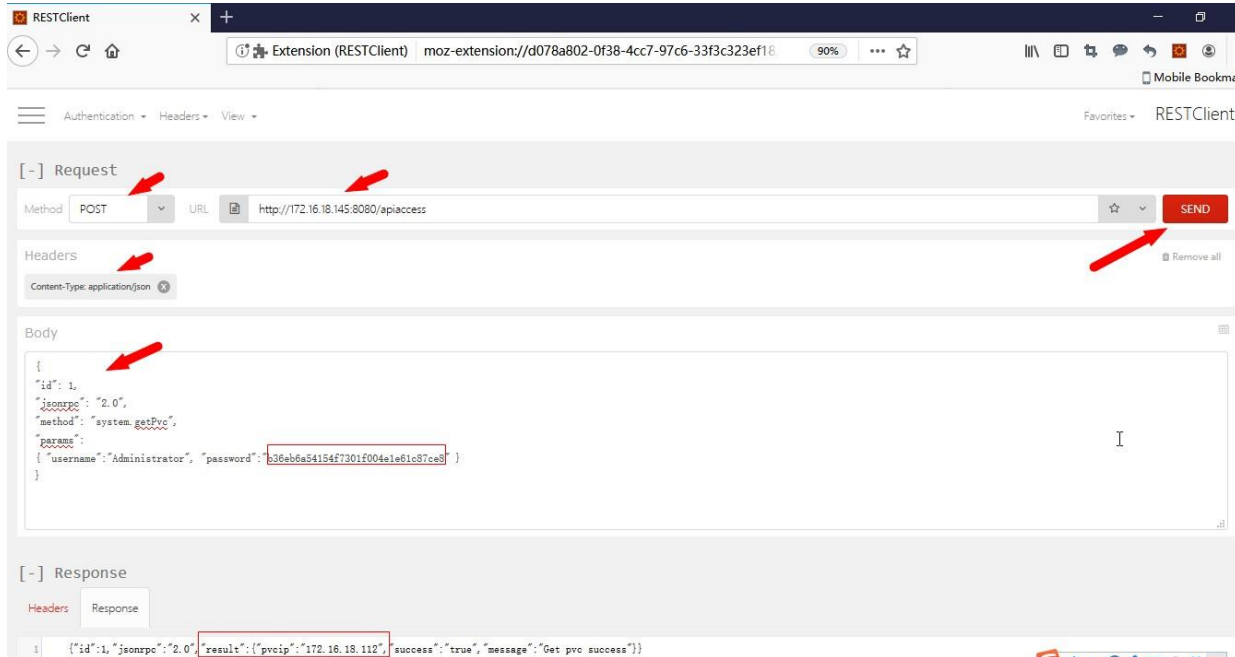 RESTClient
Extension (RESTClient) moz-extension://d078a802-0f38-4cc7-97c6-33f3c323ef18 90%
Mobile Bookma
Authentication Headers View Favorites RESTClient
[-] Request
Method POST URL http://172.16.18.145:8080/apiaccess SEND
Headers Remove all
Content-Type: application/json
Body
{
"id": 1,
"jsonrpc": "2.0",
"method": "system.getPvc",
"params":
{ "username":"Administrator", "password":"b36eb6a54154f7301f004e1e61c87ce8" }
}
[-] Response
Headers Response
1 {"id":1,"jsonrpc":"2.0","result":{"pvcip":"172.16.18.112","success":"true","message":"Get pvc success"}}